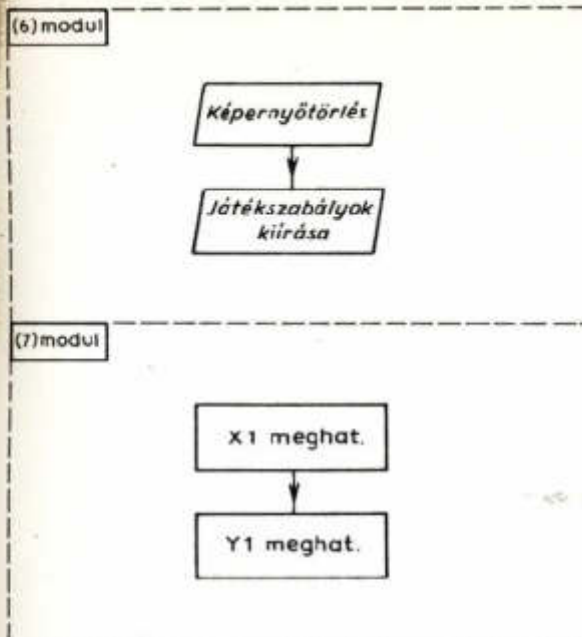 (6) modul
Képernyőtörlés
Játékszabályok
kiírása
(7) modul
X1 meghat.
Y1 meghat.